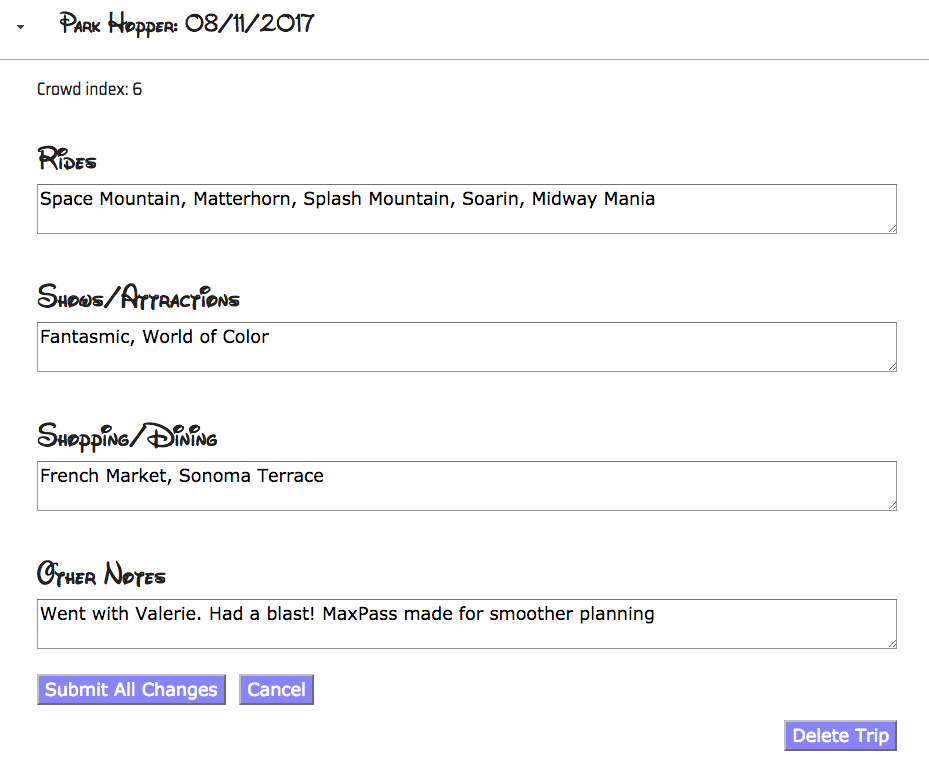 Park Hopper: 08/11/2017
Crowd index: 6
Rides
Space Mountain, Matterhorn, Splash Mountain, Soarin, Midway Mania
Shows/Attractions
Fantasmic, World of Color
Shopping/Dining
French Market, Sonoma Terrace
Other Notes
Went with Valerie. Had a blast! MaxPass made for smoother planning
Submit All Changes Cancel
Delete Trip